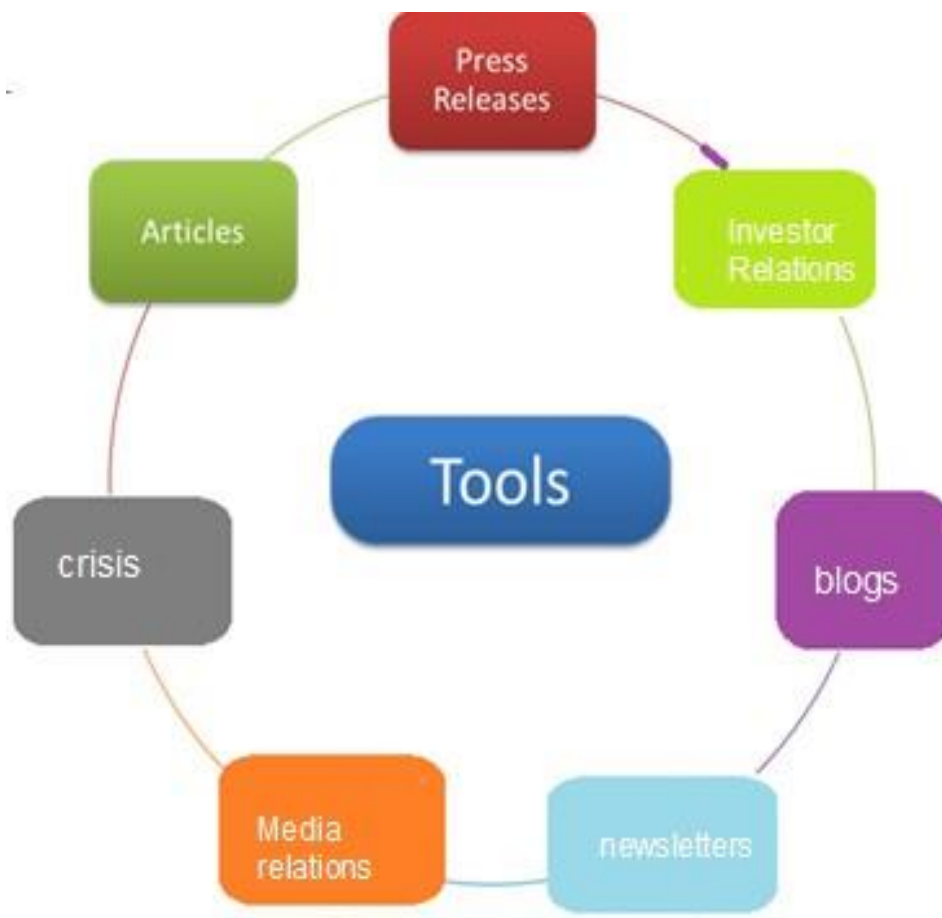 Press
Releases
Investor
Relations
blogs
newsletters
Media
relations
crisis
Articles
Tools